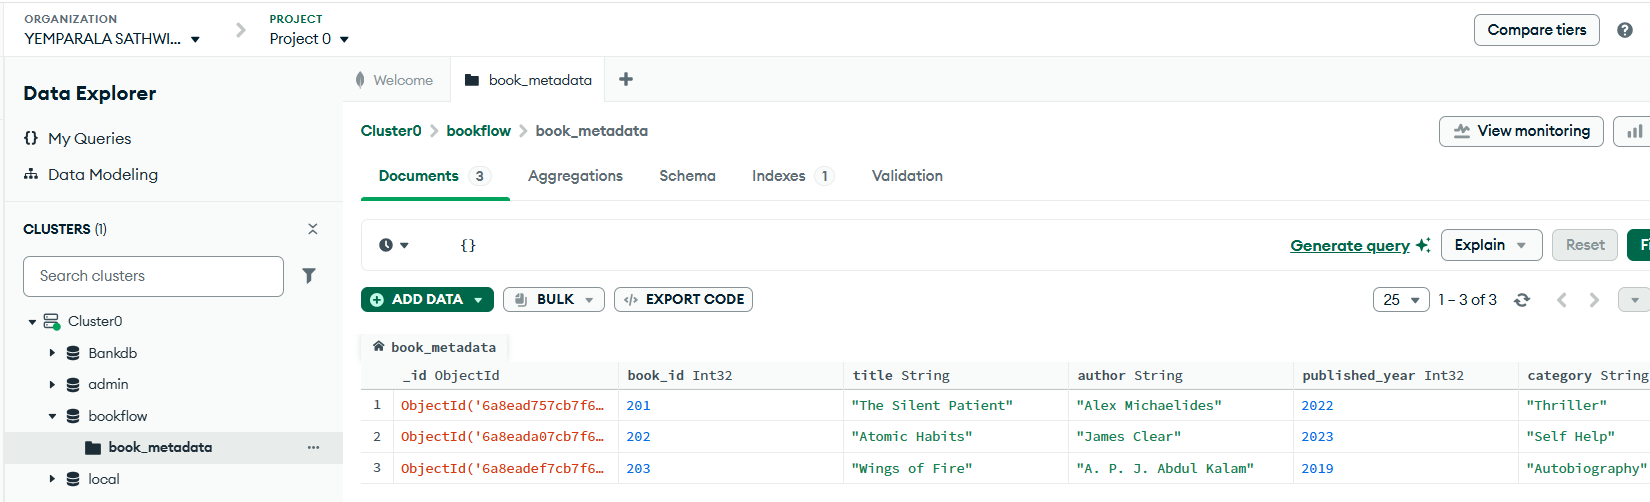 ORGANIZATION
YEMPARALA SATHWI...
PROJECT
Project 0
Compare tiers
Data Explorer
My Queries
Data Modeling
CLUSTERS (1)
Search clusters
Cluster0
Bankdb
admin
bookflow
book_metadata
local
Welcome
book_metadata
Cluster0 > bookflow > book_metadata
View monitoring
Documents 3 Aggregations Schema Indexes 1 Validation
{}
Generate query
Explain
Reset
Fi
ADD DATA
BULK
EXPORT CODE
25
1 – 3 of 3
book_metadata
_id ObjectId book_id Int32 title String author String published_year Int32 category String
1 ObjectId('6a8ead757cb7f6… 201 "The Silent Patient" "Alex Michaelides" 2022 "Thriller"
2 ObjectId('6a8eada07cb7f6… 202 "Atomic Habits" "James Clear" 2023 "Self Help"
3 ObjectId('6a8eadef7cb7f6… 203 "Wings of Fire" "A. P. J. Abdul Kalam" 2019 "Autobiography"